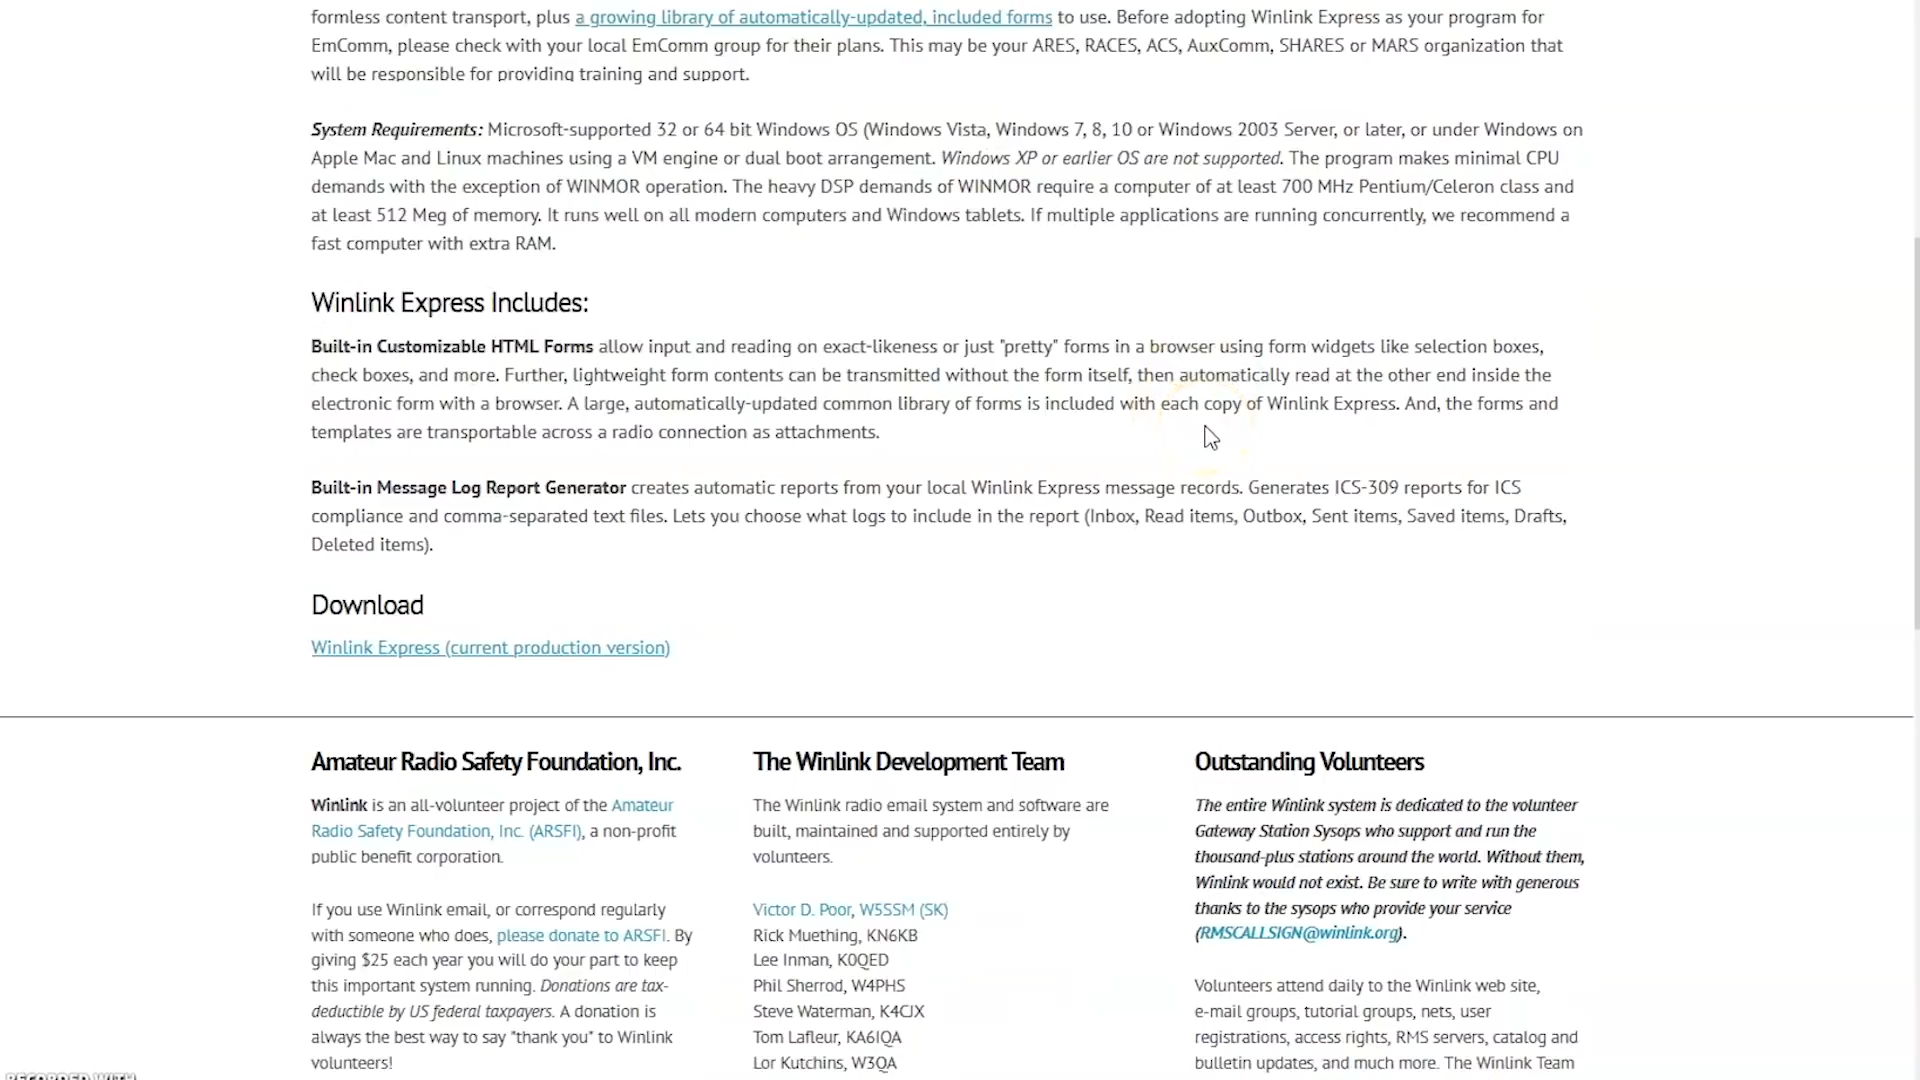 formless content transport, plus a growing library of automatically-updated, included forms to use. Before adopting Winlink Express as your program for
EmComm, please check with your local EmComm group for their plans. This may be your ARES, RACES, ACS, AuxComm, SHARES or MARS organization that
will be responsible for providing training and support.
System Requirements: Microsoft-supported 32 or 64 bit Windows OS (Windows Vista, Windows 7, 8, 10 or Windows 2003 Server, or later, or under Windows on
Apple Mac and Linux machines using a VM engine or dual boot arrangement. Windows XP or earlier OS are not supported. The program makes minimal CPU
demands with the exception of WINMOR operation. The heavy DSP demands of WINMOR require a computer of at least 700 MHz Pentium/Celeron class and
at least 512 Meg of memory. It runs well on all modern computers and Windows tablets. If multiple applications are running concurrently, we recommend a
fast computer with extra RAM.
Winlink Express Includes:
Built-in Customizable HTML Forms allow input and reading on exact-likeness or just "pretty" forms in a browser using form widgets like selection boxes,
check boxes, and more. Further, lightweight form contents can be transmitted without the form itself, then automatically read at the other end inside the
electronic form with a browser. A large, automatically-updated common library of forms is included with each copy of Winlink Express. And, the forms and
templates are transportable across a radio connection as attachments.
Built-in Message Log Report Generator creates automatic reports from your local Winlink Express message records. Generates ICS-309 reports for ICS
compliance and comma-separated text files. Lets you choose what logs to include in the report (Inbox, Read items, Outbox, Sent items, Saved items, Drafts,
Deleted items).
Download
Winlink Express (current production version)
Amateur Radio Safety Foundation, Inc.
Winlink is an all-volunteer project of the Amateur
Radio Safety Foundation, Inc. (ARSFI), a non-profit
public benefit corporation.
If you use Winlink email, or correspond regularly
with someone who does, please donate to ARSFI. By
giving $25 each year you will do your part to keep
this important system running. Donations are tax-
deductible by US federal taxpayers. A donation is
always the best way to say "thank you" to Winlink
volunteers!
The Winlink Development Team
The Winlink radio email system and software are
built, maintained and supported entirely by
volunteers.
Victor D. Poor, W5SSM (SK)
Rick Muething, KN6KB
Lee Inman, K0QED
Phil Sherrod, W4PHS
Steve Waterman, K4CJX
Tom Lafleur, KA6IQA
Lor Kutchins, W3QA
Outstanding Volunteers
The entire Winlink system is dedicated to the volunteer
Gateway Station Sysops who support and run the
thousand-plus stations around the world. Without them,
Winlink would not exist. Be sure to write with generous
thanks to the sysops who provide your service
(RMSCALLSIGN@winlink.org).
Volunteers attend daily to the Winlink web site,
e-mail groups, tutorial groups, nets, user
registrations, access rights, RMS servers, catalog and
bulletin updates, and much more. The Winlink Team
RECORDED WITH